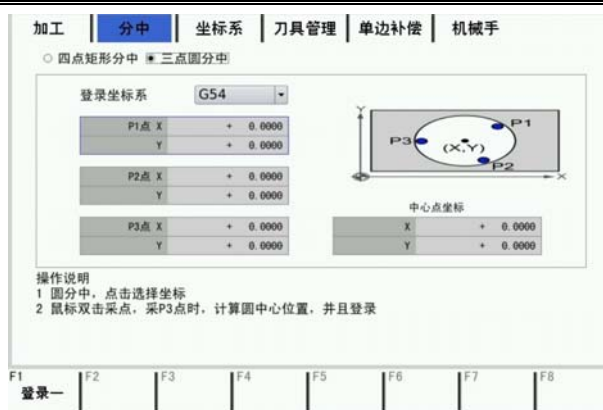 加工 分中 坐标系 刀具管理 单边补偿 机械手
四点矩形分中 三点圆分中
登录坐标系 G54
P1点 X + 0.0000
Y + 0.0000
P2点 X + 0.0000
Y + 0.0000
P3点 X + 0.0000
Y + 0.0000
Y
P1
P3
(X,Y)
P2
X
中心点坐标
X + 0.0000
Y + 0.0000
操作说明
1 圆分中，点击选择坐标
2 鼠标双击采点，采P3点时，计算圆中心位置，并且登录
F1 F2 F3 F4 F5 F6 F7 F8
登录一